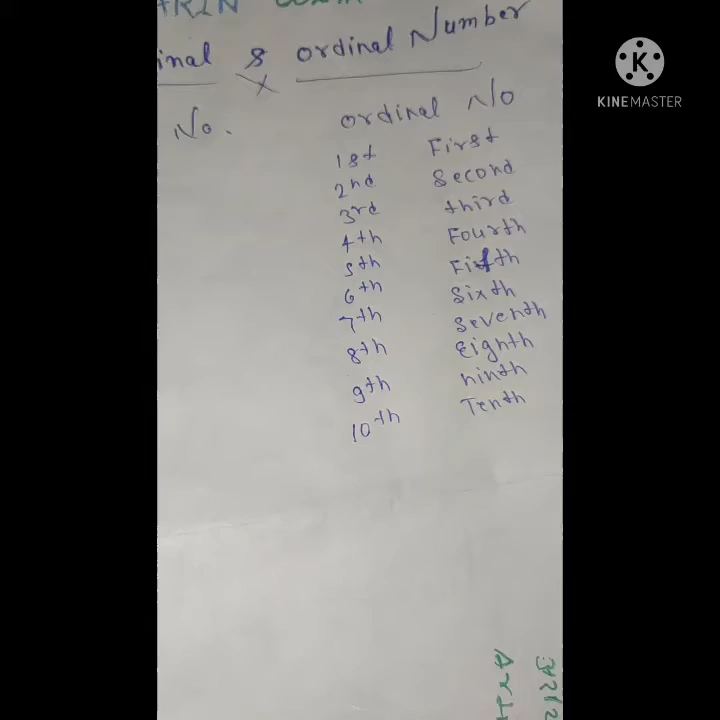 inal & ordinal Number
No.
ordinal N/o
1st First
2nd Second
3rd third
4th Fourth
5th Fifth
6th Sixth
7th Seventh
8th Eighth
9th ninth
10th Tenth
K
KINEMASTER